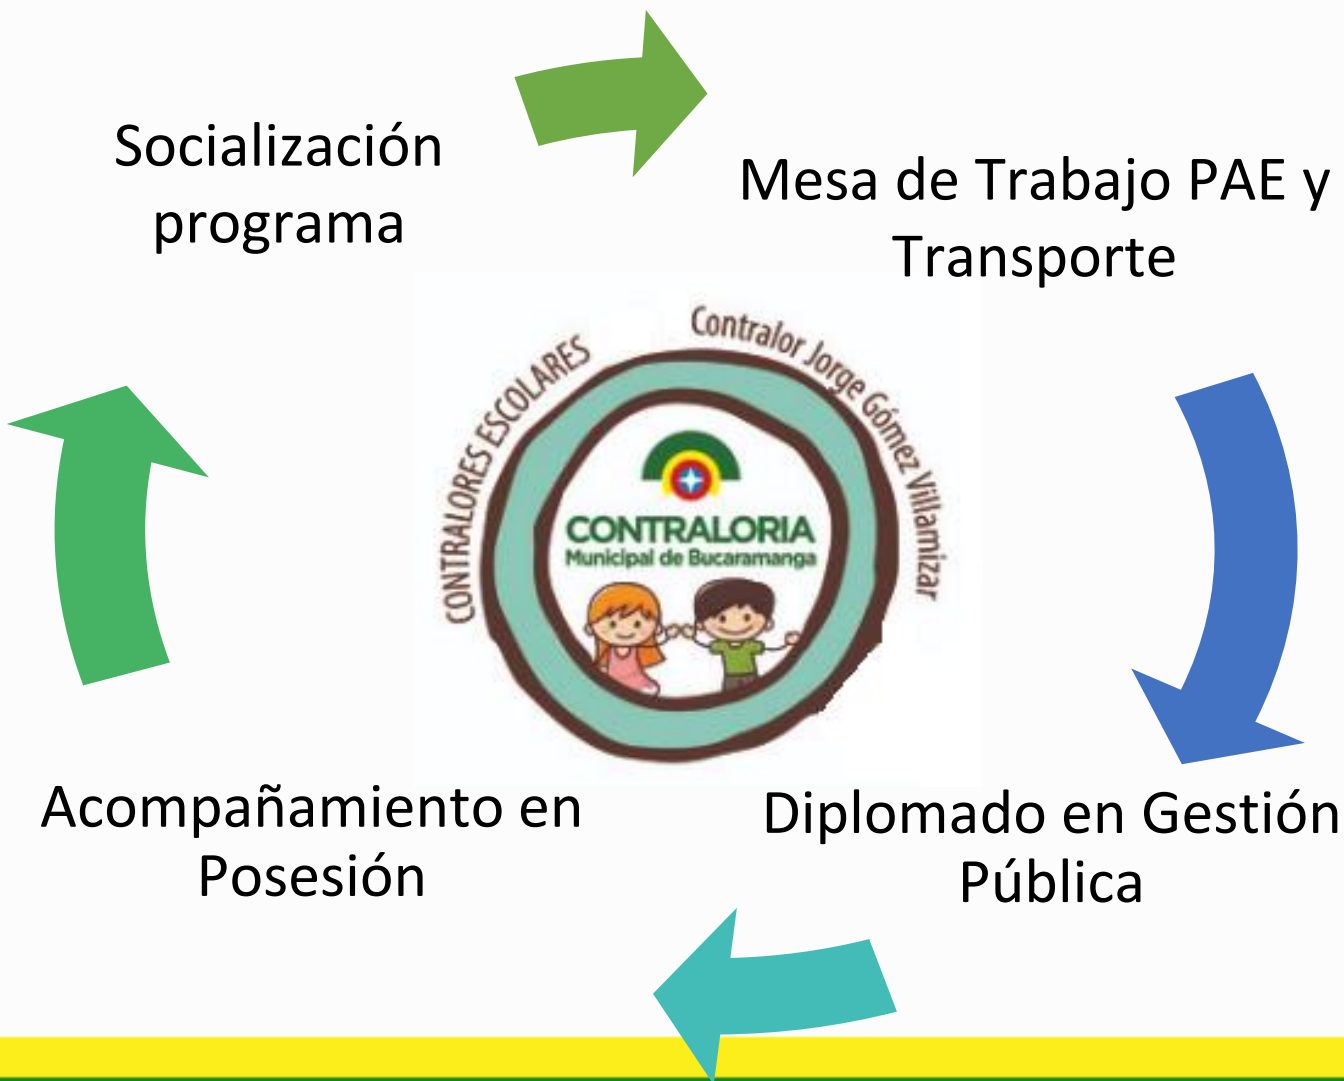 Socialización
programa
Mesa de Trabajo PAE y
Transporte
CONTRALORES ESCOLARES
Contralor Jorge Gómez Villamizar
CONTRALORIA
Municipal de Bucaramanga
Acompañamiento en
Posesión
Diplomado en Gestión
Pública